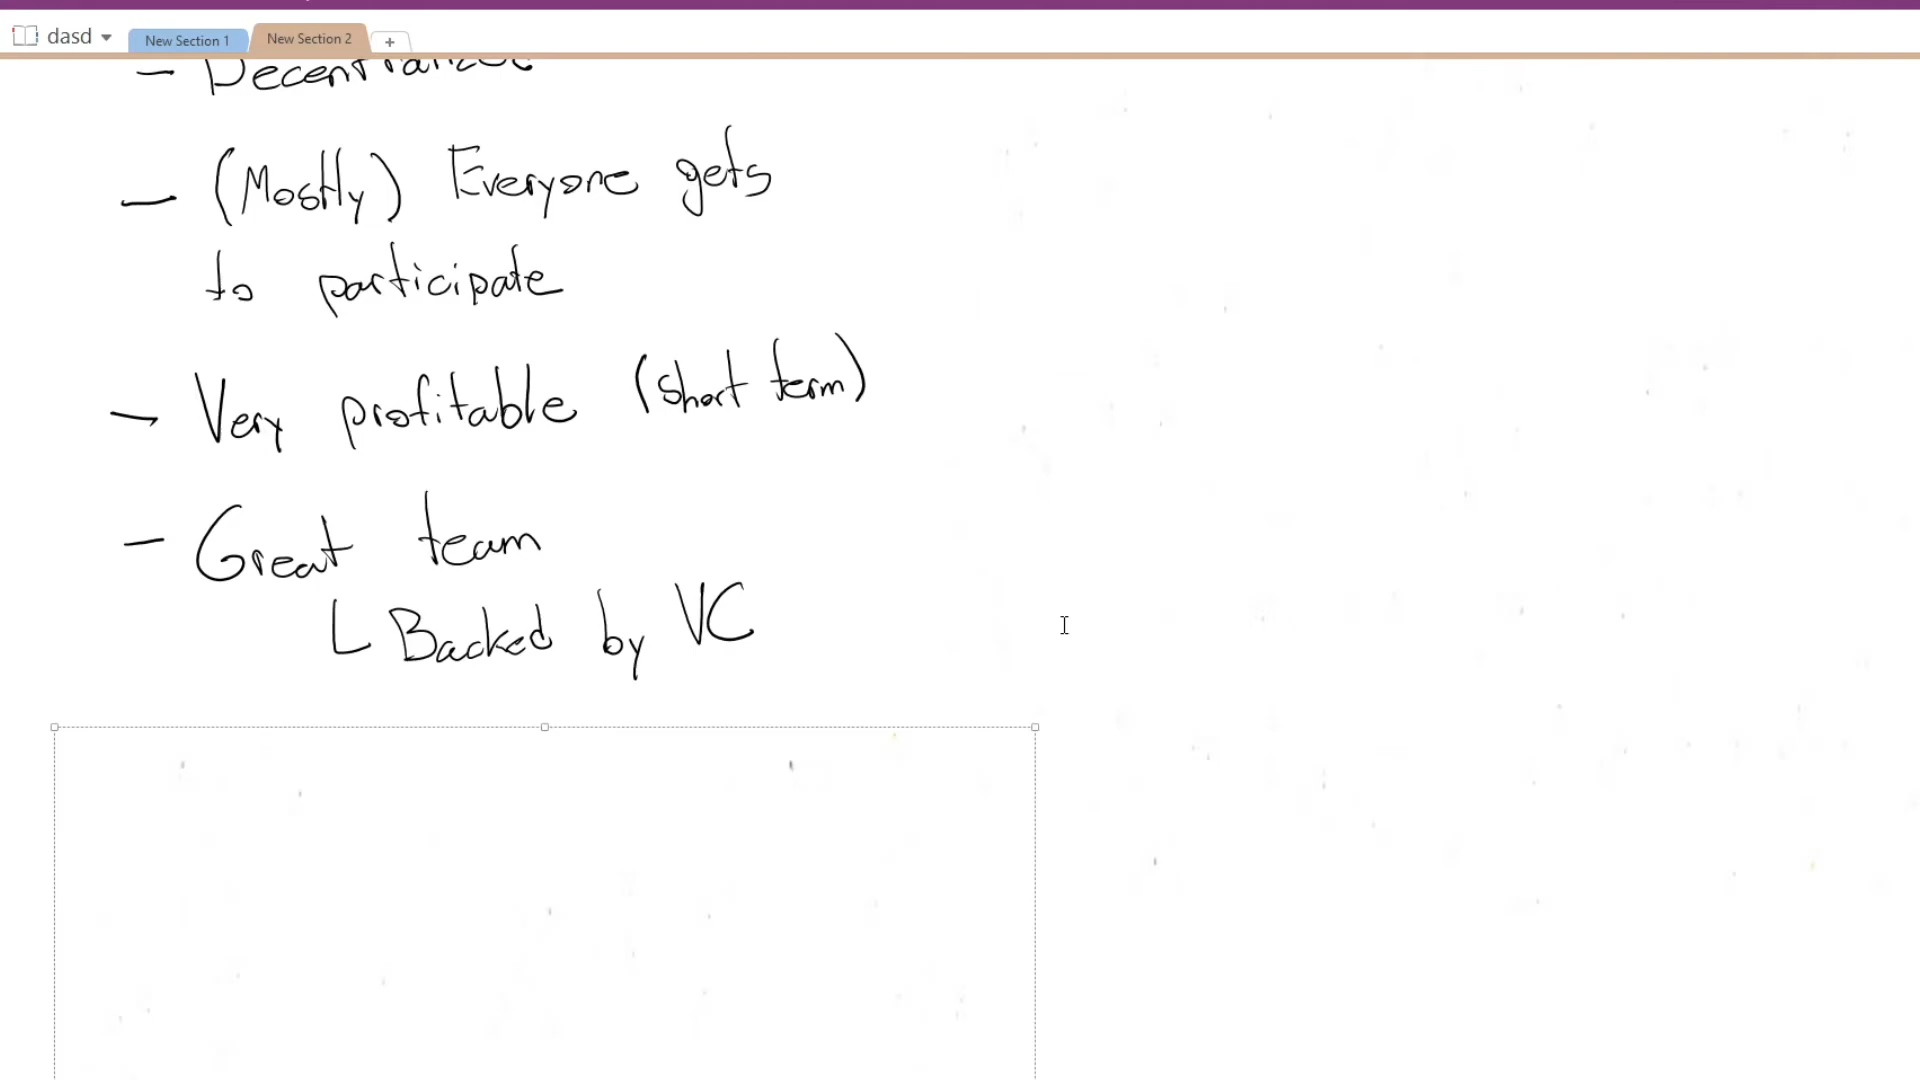 dasd
New Section 1
New Section 2
+
- Decentralized
- (Mostly) Everyone gets
to participate
- Very profitable (short term)
- Great team
L Backed by VC